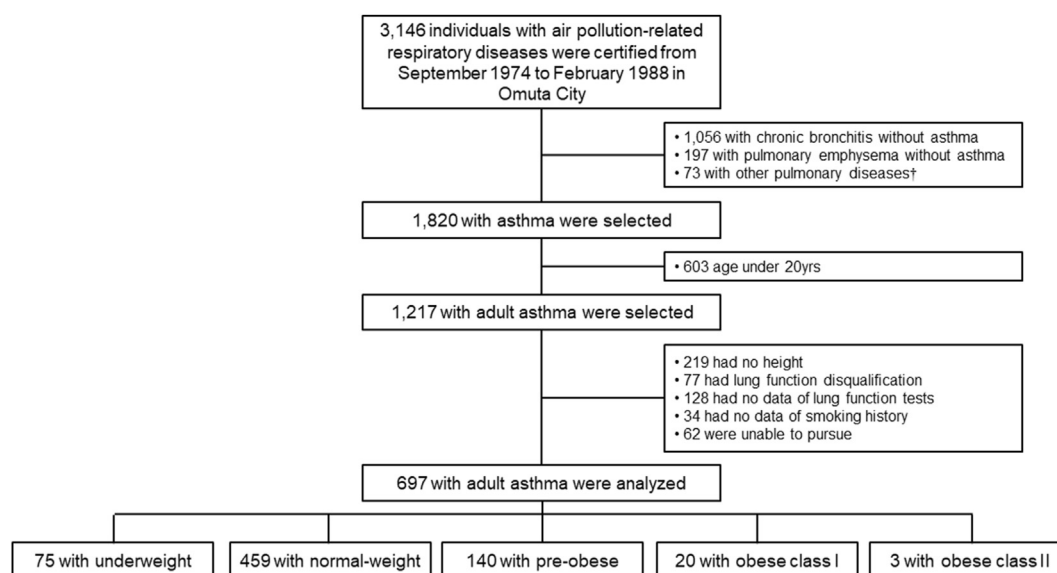 3,146 individuals with air pollution-related
respiratory diseases were certified from
September 1974 to February 1988 in
Omuta City
• 1,056 with chronic bronchitis without asthma
• 197 with pulmonary emphysema without asthma
• 73 with other pulmonary diseases†
1,820 with asthma were selected
• 603 age under 20yrs
1,217 with adult asthma were selected
• 219 had no height
• 77 had lung function disqualification
• 128 had no data of lung function tests
• 34 had no data of smoking history
• 62 were unable to pursue
697 with adult asthma were analyzed
75 with underweight
459 with normal-weight
140 with pre-obese
20 with obese class I
3 with obese class II